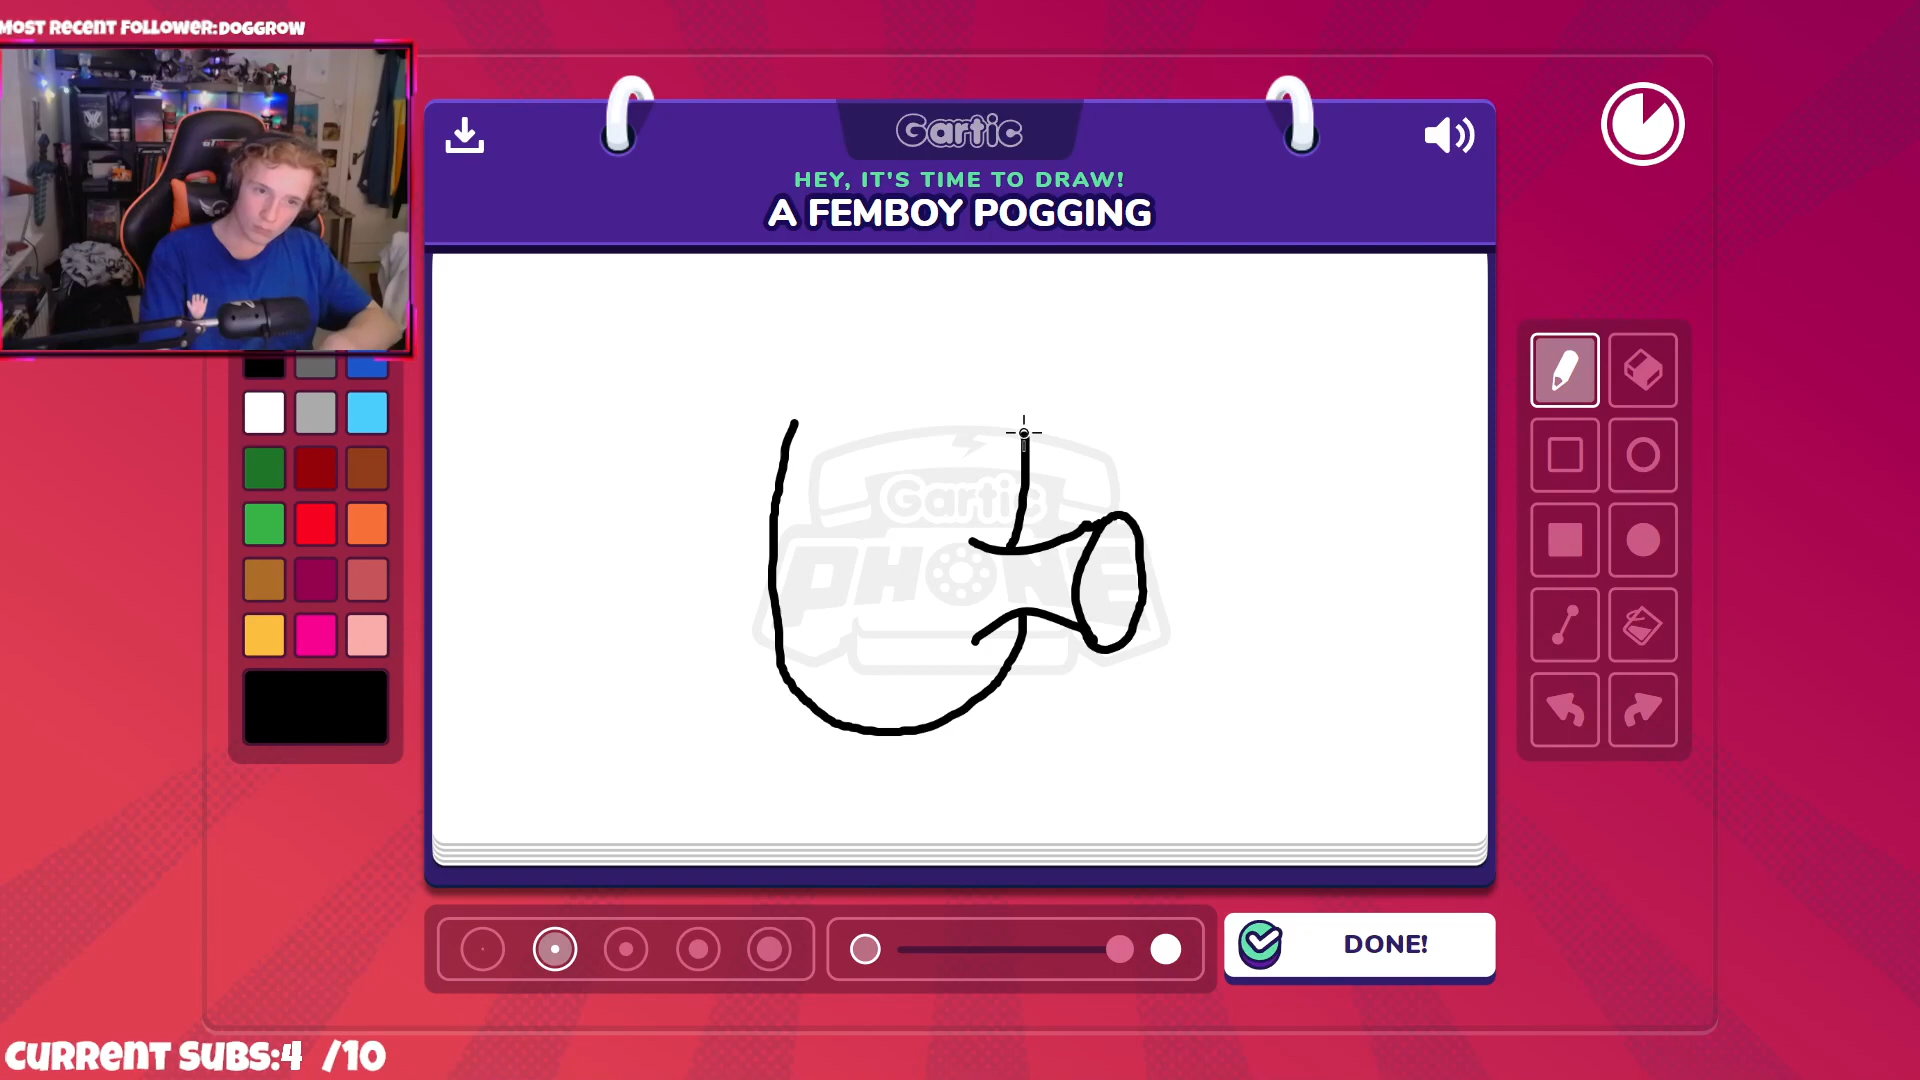 MOST RECENT FOLLOWER:DOGGROW
Gartic
HEY, IT'S TIME TO DRAW!
A FEMBOY POGGING
Gartic
PHONE
DONE!
CURRENT SUBS:4 /10